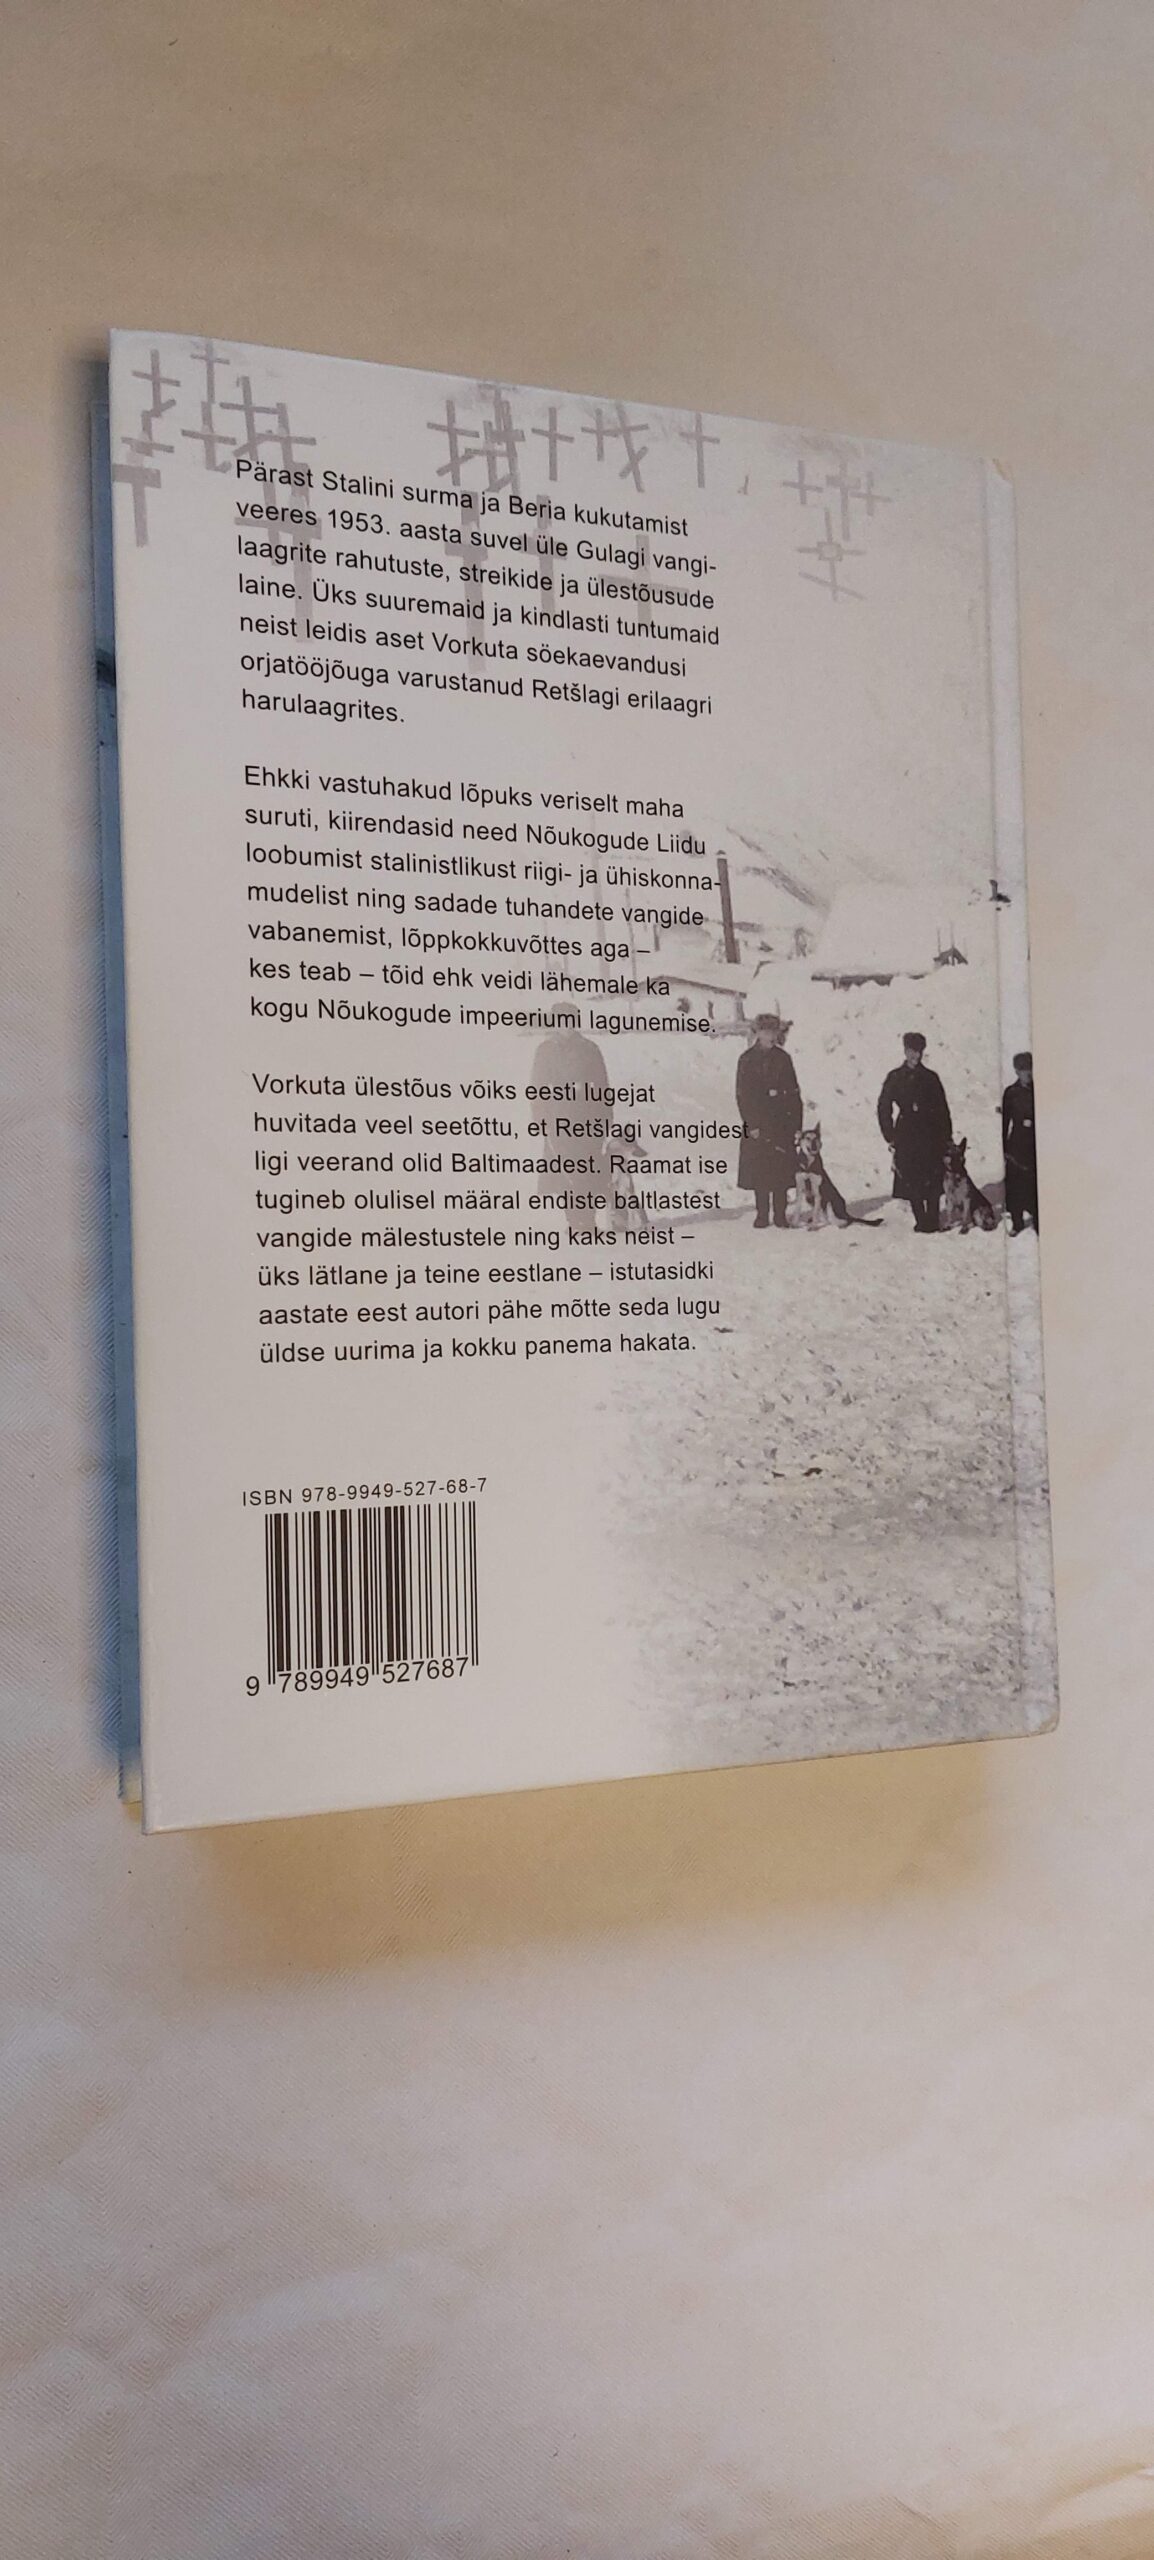 Pärast Stalini surma ja Beria kukutamist
veeres 1953. aasta suvel üle Gulagi vangi-
laagrite rahutuste, streikide ja ülestõusude
laine. Üks suuremaid ja kindlasti tuntumaid
neist leidis aset Vorkuta söekaevandusi
orjatööjõuga varustanud Retšlagi erilaagri
harulaagrites.
Ehkki vastuhakud lõpuks veriselt maha
suruti, kiirendasid need Nõukogude Liidu
loobumist stalinistlikust riigi- ja ühiskonna-
mudelist ning sadade tuhandete vangide
vabanemist, lõppkokkuvõttes aga –
kes teab – tõid ehk veidi lähemale ka
kogu Nõukogude impeeriumi lagunemise.
Vorkuta ülestõus võiks eesti lugejat
huvitada veel seetõttu, et Retšlagi vangidest
ligi veerand olid Baltimaadest. Raamat ise
tugineb olulisel määral endiste baltlastest
vangide mälestustele ning kaks neist –
üks lätlane ja teine eestlane – istutasidki
aastate eest autori pähe mõtte seda lugu
üldse uurima ja kokku panema hakata.
ISBN 978-9949-527-68-7
9 789949 527687